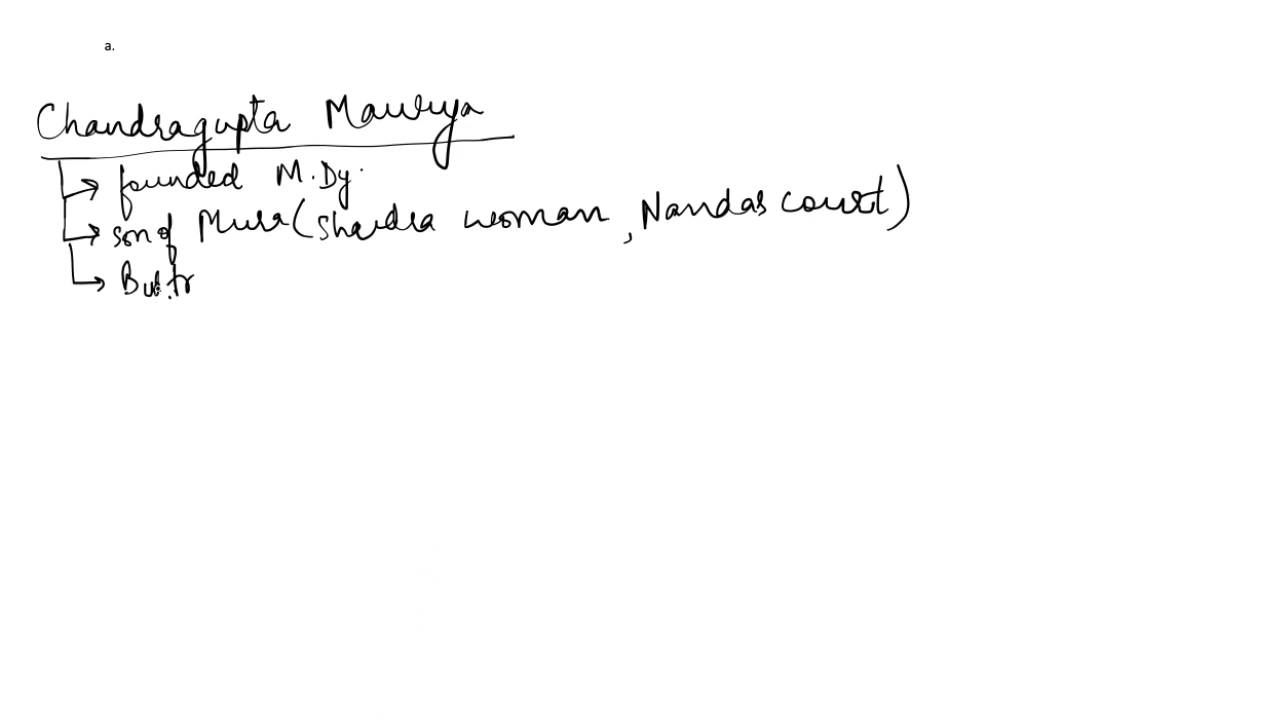 a.
Chandragupta Maurya
founded M.Dy.
son of Mura (Shudra woman, Nandas court)